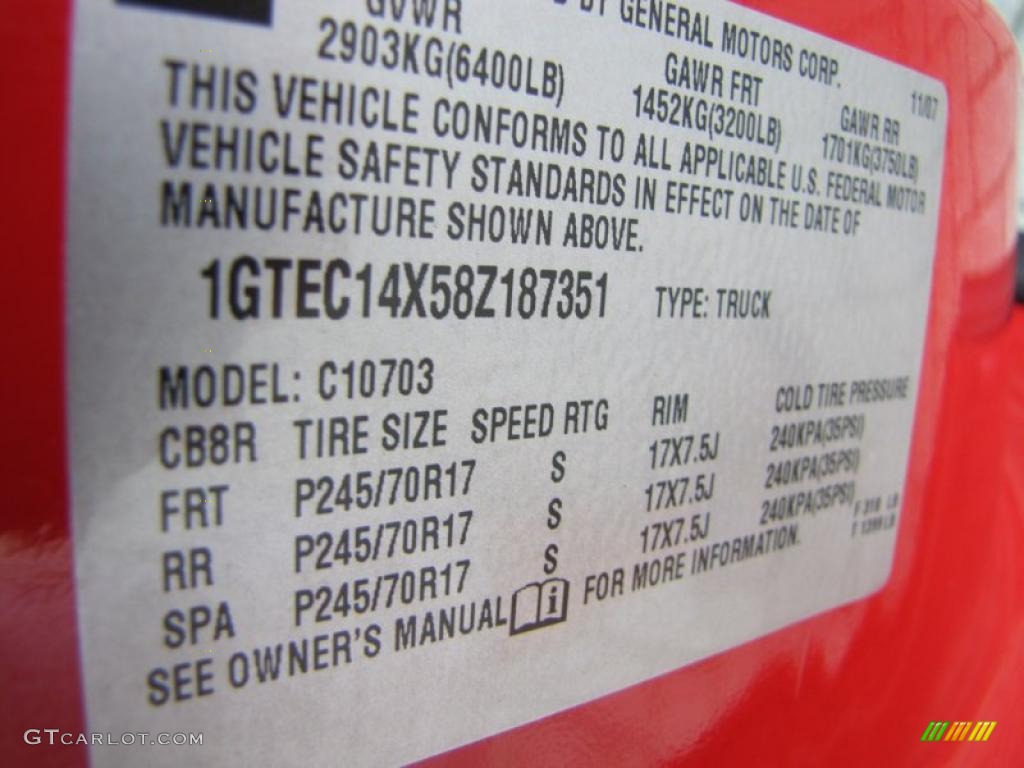 BY GENERAL MOTORS CORP.
GVWR GAWR FRT GAWR RR 11/07
2903KG(6400LB) 1452KG(3200LB) 1701KG(3750LB)
THIS VEHICLE CONFORMS TO ALL APPLICABLE U.S. FEDERAL MOTOR
VEHICLE SAFETY STANDARDS IN EFFECT ON THE DATE OF
MANUFACTURE SHOWN ABOVE.
1GTEC14X58Z187351 TYPE: TRUCK
MODEL: C10703
CB8R TIRE SIZE SPEED RTG RIM COLD TIRE PRESSURE
FRT P245/70R17 S 17X7.5J 240KPA(35PSI)
RR P245/70R17 S 17X7.5J 240KPA(35PSI)
SPA P245/70R17 S 17X7.5J 240KPA(35PSI)
SEE OWNER'S MANUAL i FOR MORE INFORMATION.
GTCARLOT.COM